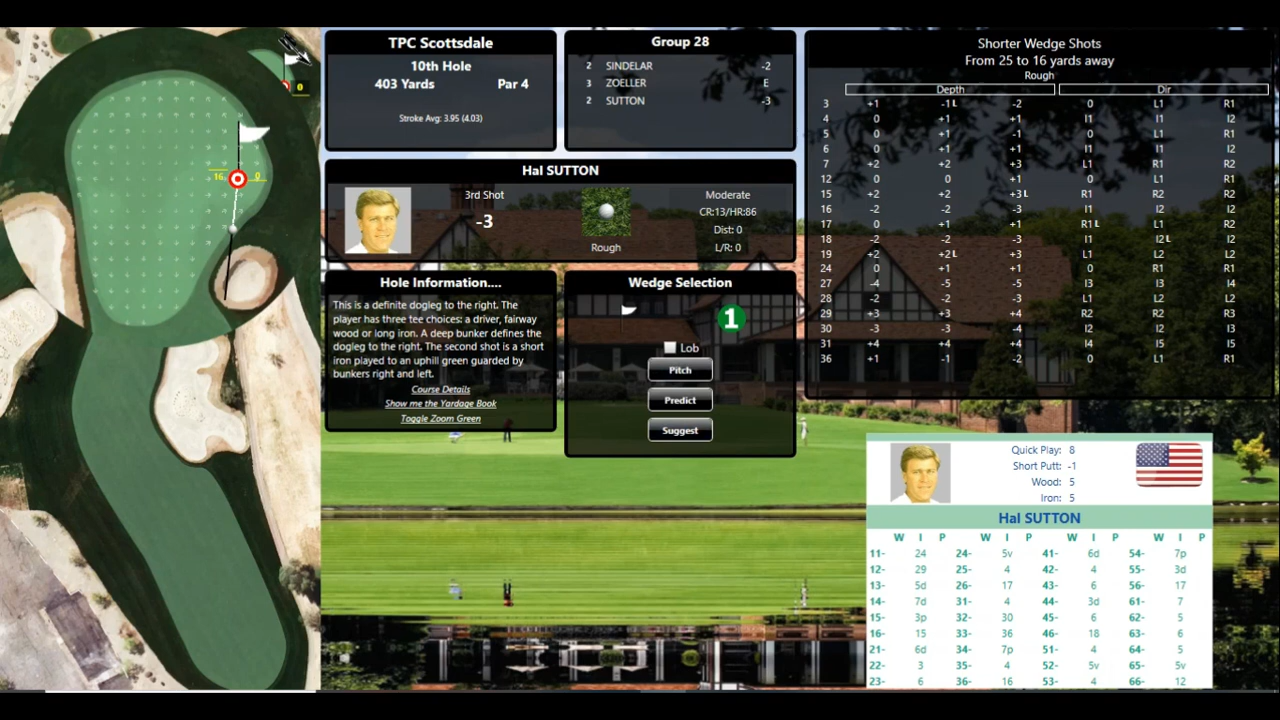 TPC Scottsdale
10th Hole
403 Yards Par 4
Stroke Avg: 3.95 (4.03)
Group 28
2 SINDELAR -2
3 ZOELLER E
2 SUTTON -3
Hal SUTTON
3rd Shot
-3
Rough
Moderate
CR:13/HR:86
Dist: 0
L/R: 0
Hole Information....
This is a definite dogleg to the right. The
player has three tee choices: a driver, fairway
wood or long iron. A deep bunker defines the
dogleg to the right. The second shot is a short
iron played to an uphill green guarded by
bunkers right and left.
Course Details
Show me the Yardage Book
Toggle Zoom Green
Wedge Selection
1
Lob
Pitch
Predict
Suggest
0
16 0
Shorter Wedge Shots
From 25 to 16 yards away
Rough
Depth Dir
3 +1 -1 L -2 0 L1 R1
4 0 +1 +1 I1 I1 I2
5 0 +1 -1 0 L1 R1
6 0 +1 +1 I1 I1 I2
7 +2 +2 +3 L1 R1 R2
12 0 0 +1 0 L1 R1
15 +2 +2 +3 L R1 R2 R2
16 -2 -2 -3 I1 I2 I2
17 0 +1 +1 R1 L L1 R2
18 -2 -2 -3 I1 I2 L I2
19 +2 +2 L +3 L1 L2 L2
24 0 +1 +1 0 R1 R1
27 -4 -5 -5 I3 I3 I4
28 -2 -2 -3 L1 L2 L2
29 +3 +3 +4 R2 R2 R3
30 -3 -3 -4 I2 I2 I3
31 +4 +4 +4 I4 I5 I5
36 +1 -1 -2 0 L1 R1
Quick Play: 8
Short Putt: -1
Wood: 5
Iron: 5
Hal SUTTON
W I P W I P W I P W I P
11- 24 24- 5v 41- 6d 54- 7p
12- 29 25- 4 42- 4 55- 3d
13- 5d 26- 17 43- 6 56- 17
14- 7d 31- 4 44- 3d 61- 7
15- 3p 32- 30 45- 6 62- 5
16- 15 33- 36 46- 18 63- 6
21- 6d 34- 7p 51- 4 64- 5
22- 3 35- 4 52- 5v 65- 5v
23- 6 36- 16 53- 4 66- 12